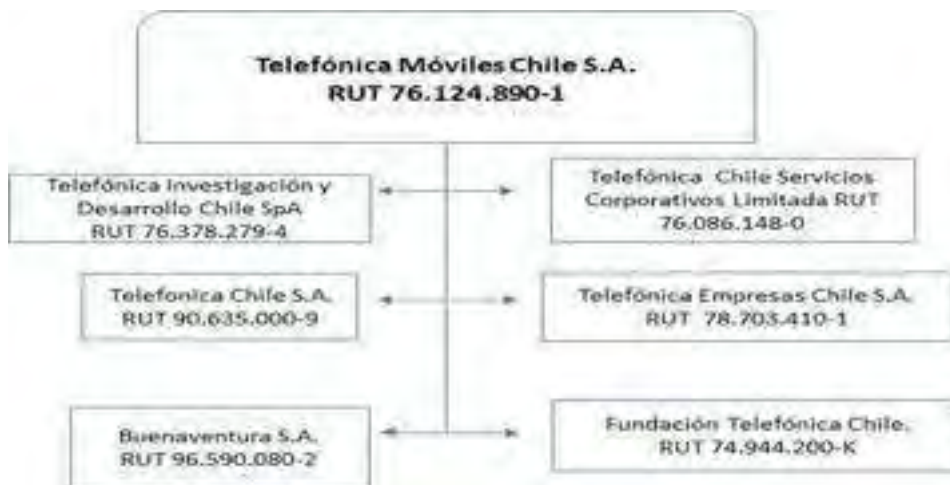 Telefónica Móviles Chile S.A.
RUT 76.124.890-1
Telefónica Investigación y
Desarrollo Chile SpA
RUT 76.378.279-4
Telefónica Chile Servicios
Corporativos Limitada RUT
76.086.148-0
Telefonica Chile S.A.
RUT 90.635.000-9
Telefónica Empresas Chile S.A.
RUT 78.703.410-1
Buenaventura S.A.
RUT 96.590.080-2
Fundación Telefónica Chile.
RUT 74.944.200-K